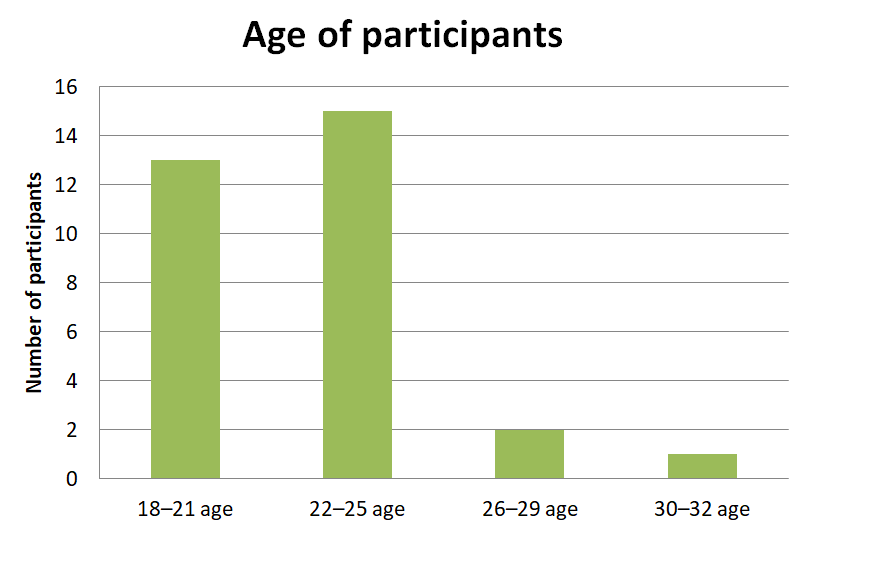 Age of participants
Number of participants
16
14
12
10
8
6
4
2
0
18–21 age
22–25 age
26–29 age
30–32 age